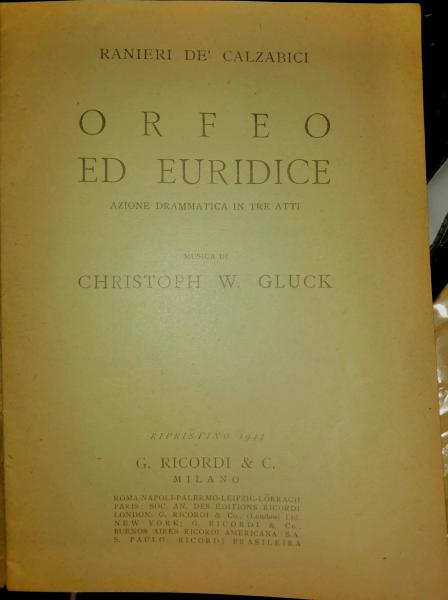 RANIERI DE' CALZABICI
ORFEO
ED EURIDICE
AZIONE DRAMMATICA IN TRE ATTI
MUSICA DI
CHRISTOPH W. GLUCK
RIPRISTINO
G. RICORDI & C.
MILANO
ROMA-NAPOLI-PALERMO-LEIPZIG-LÖRRACH
PARIS: SOC. AN. DES ÉDITIONS RICORDI
LONDON: G. RICORDI & Co., (London) Ltd.
NEW YORK: G. RICORDI & Co.,
BUENOS AIRES RICORDI AMERICANA S.A.
S. PAULO: RICORDI BRASILEIRA